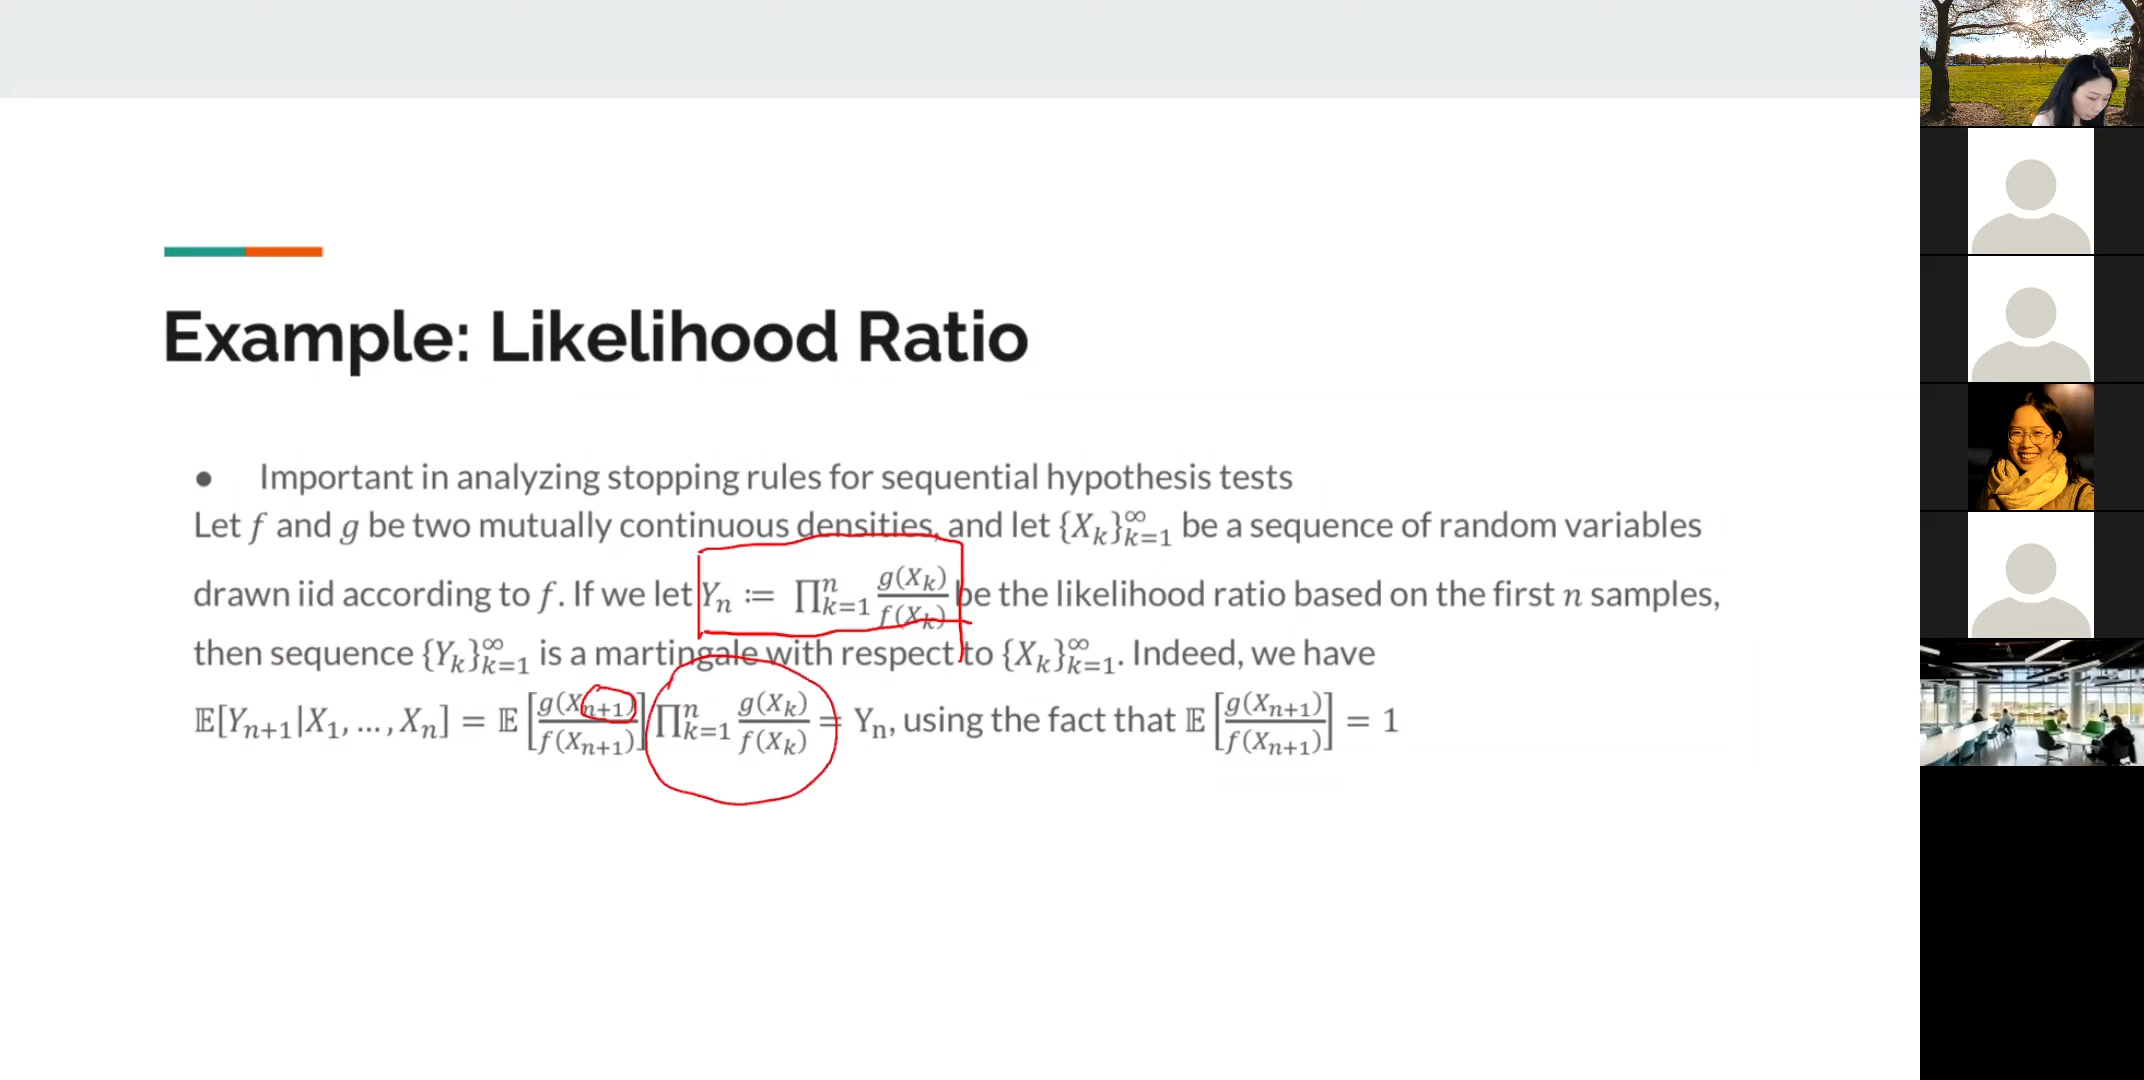 Example: Likelihood Ratio
● Important in analyzing stopping rules for sequential hypothesis tests
Let f and g be two mutually continuous densities, and let {X_k}_{k=1}^∞ be a sequence of random variables
drawn iid according to f. If we let Y_n := ∏_{k=1}^n g(X_k)/f(X_k) be the likelihood ratio based on the first n samples,
then sequence {Y_k}_{k=1}^∞ is a martingale with respect to {X_k}_{k=1}^∞. Indeed, we have
𝔼[Y_{n+1}|X_1, …, X_n] = 𝔼[g(X_{n+1})/f(X_{n+1})] ∏_{k=1}^n g(X_k)/f(X_k) = Y_n, using the fact that 𝔼[g(X_{n+1})/f(X_{n+1})] = 1